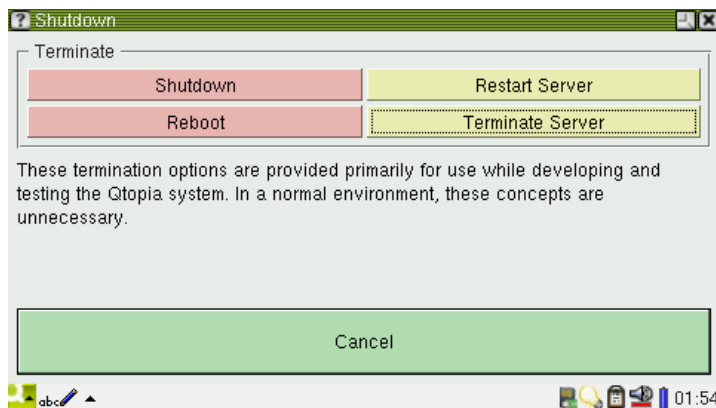 Shutdown
Terminate
Shutdown
Restart Server
Reboot
Terminate Server
These termination options are provided primarily for use while developing and
testing the Qtopia system. In a normal environment, these concepts are
unnecessary.
Cancel
abc
01:54